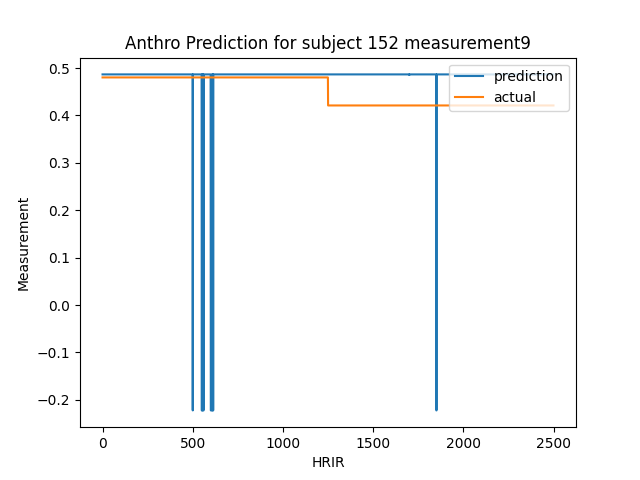 Anthro Prediction for subject 152 measurement9
prediction
actual
Measurement
0.5
0.4
0.3
0.2
0.1
0.0
−0.1
−0.2
0 500 1000 1500 2000 2500
HRIR